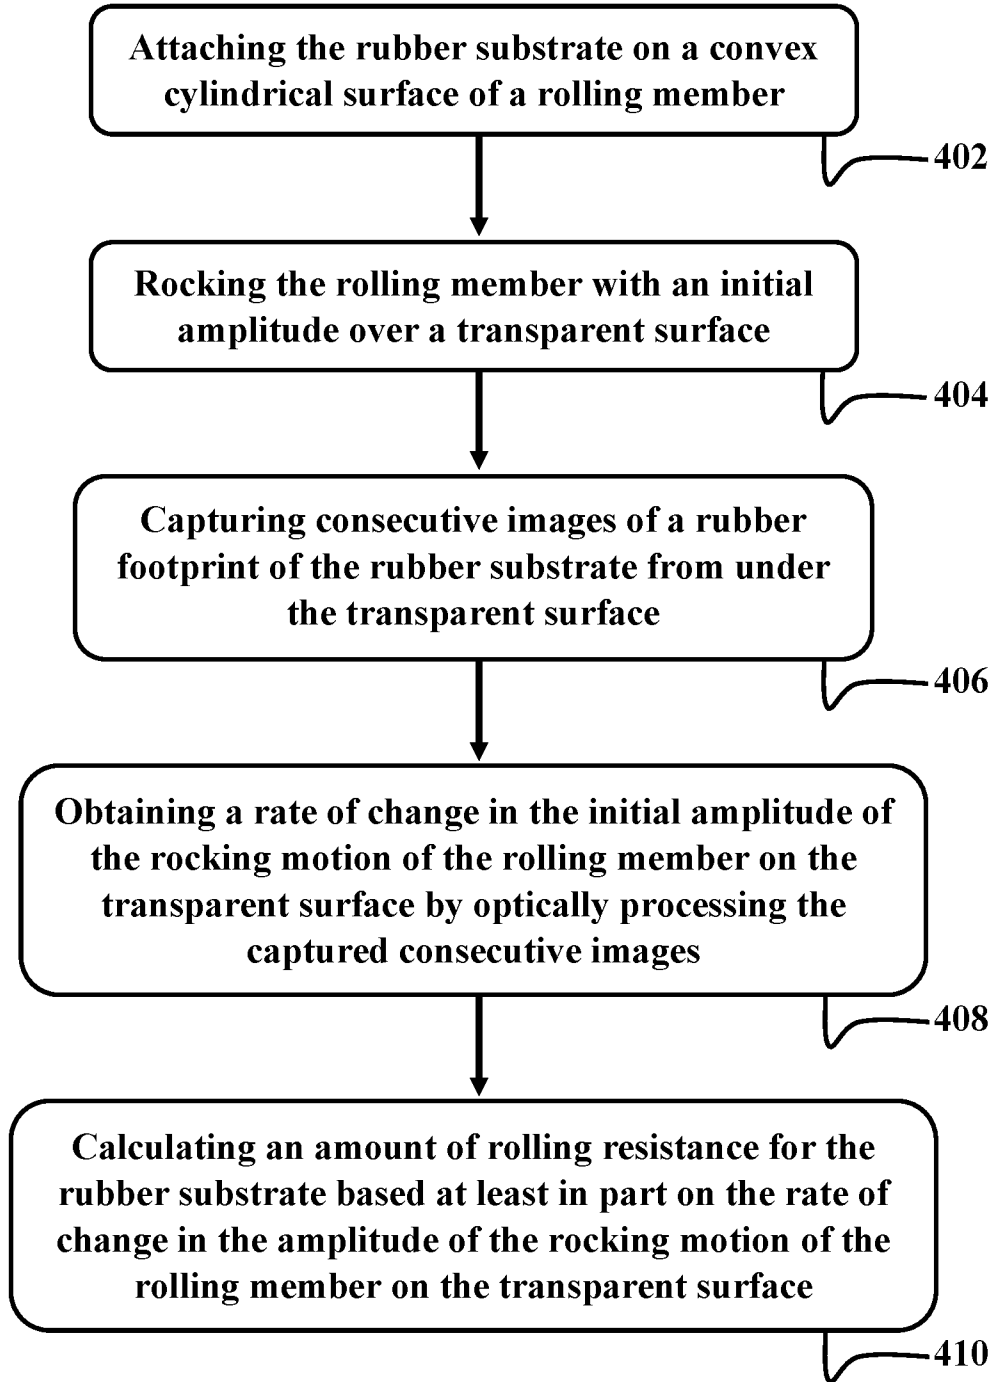 Attaching the rubber substrate on a convex
cylindrical surface of a rolling member
402
Rocking the rolling member with an initial
amplitude over a transparent surface
404
Capturing consecutive images of a rubber
footprint of the rubber substrate from under
the transparent surface
406
Obtaining a rate of change in the initial amplitude of
the rocking motion of the rolling member on the
transparent surface by optically processing the
captured consecutive images
408
Calculating an amount of rolling resistance for the
rubber substrate based at least in part on the rate of
change in the amplitude of the rocking motion of the
rolling member on the transparent surface
410